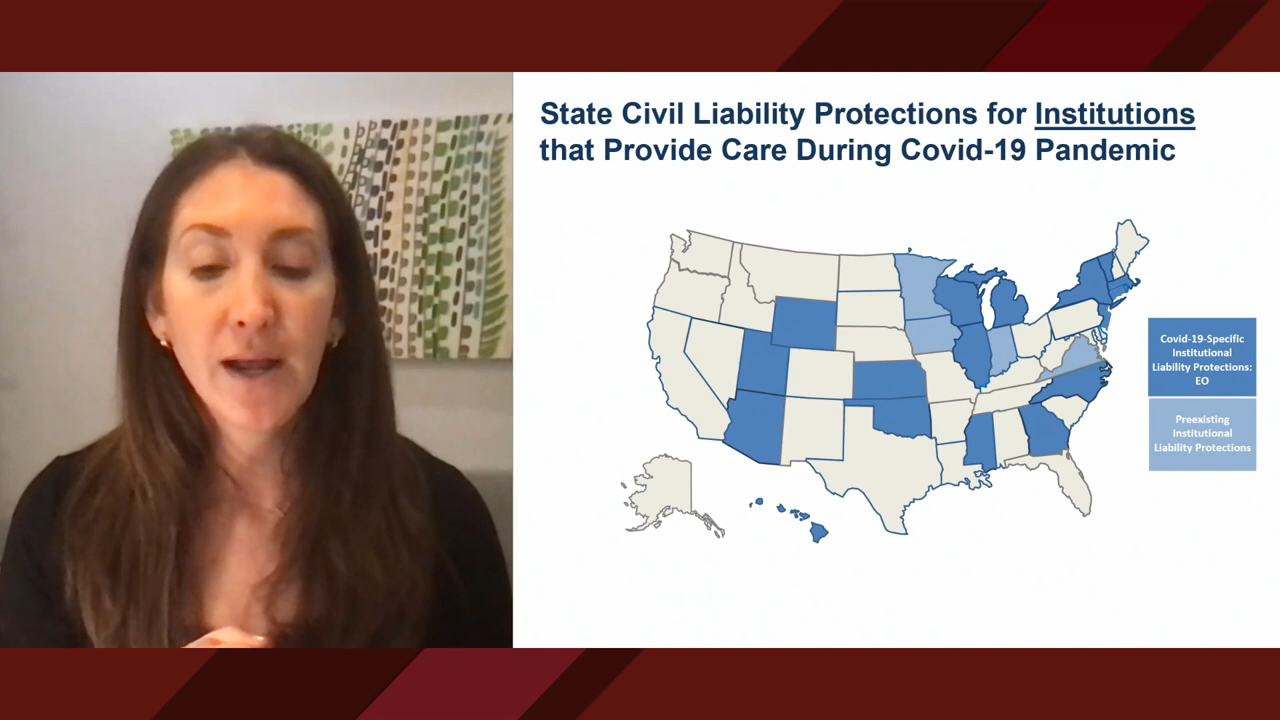 State Civil Liability Protections for Institutions
that Provide Care During Covid-19 Pandemic
Covid-19-Specific
Institutional
Liability Protections:
EO
Preexisting
Institutional
Liability Protections